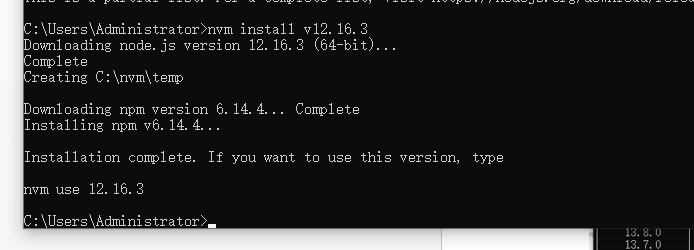 C:\Users\Administrator>nvm install v12.16.3
Downloading node.js version 12.16.3 (64-bit)...
Complete
Creating C:\nvm\temp
Downloading npm version 6.14.4... Complete
Installing npm v6.14.4...
Installation complete. If you want to use this version, type
nvm use 12.16.3
C:\Users\Administrator>
13.8.0
13.7.0